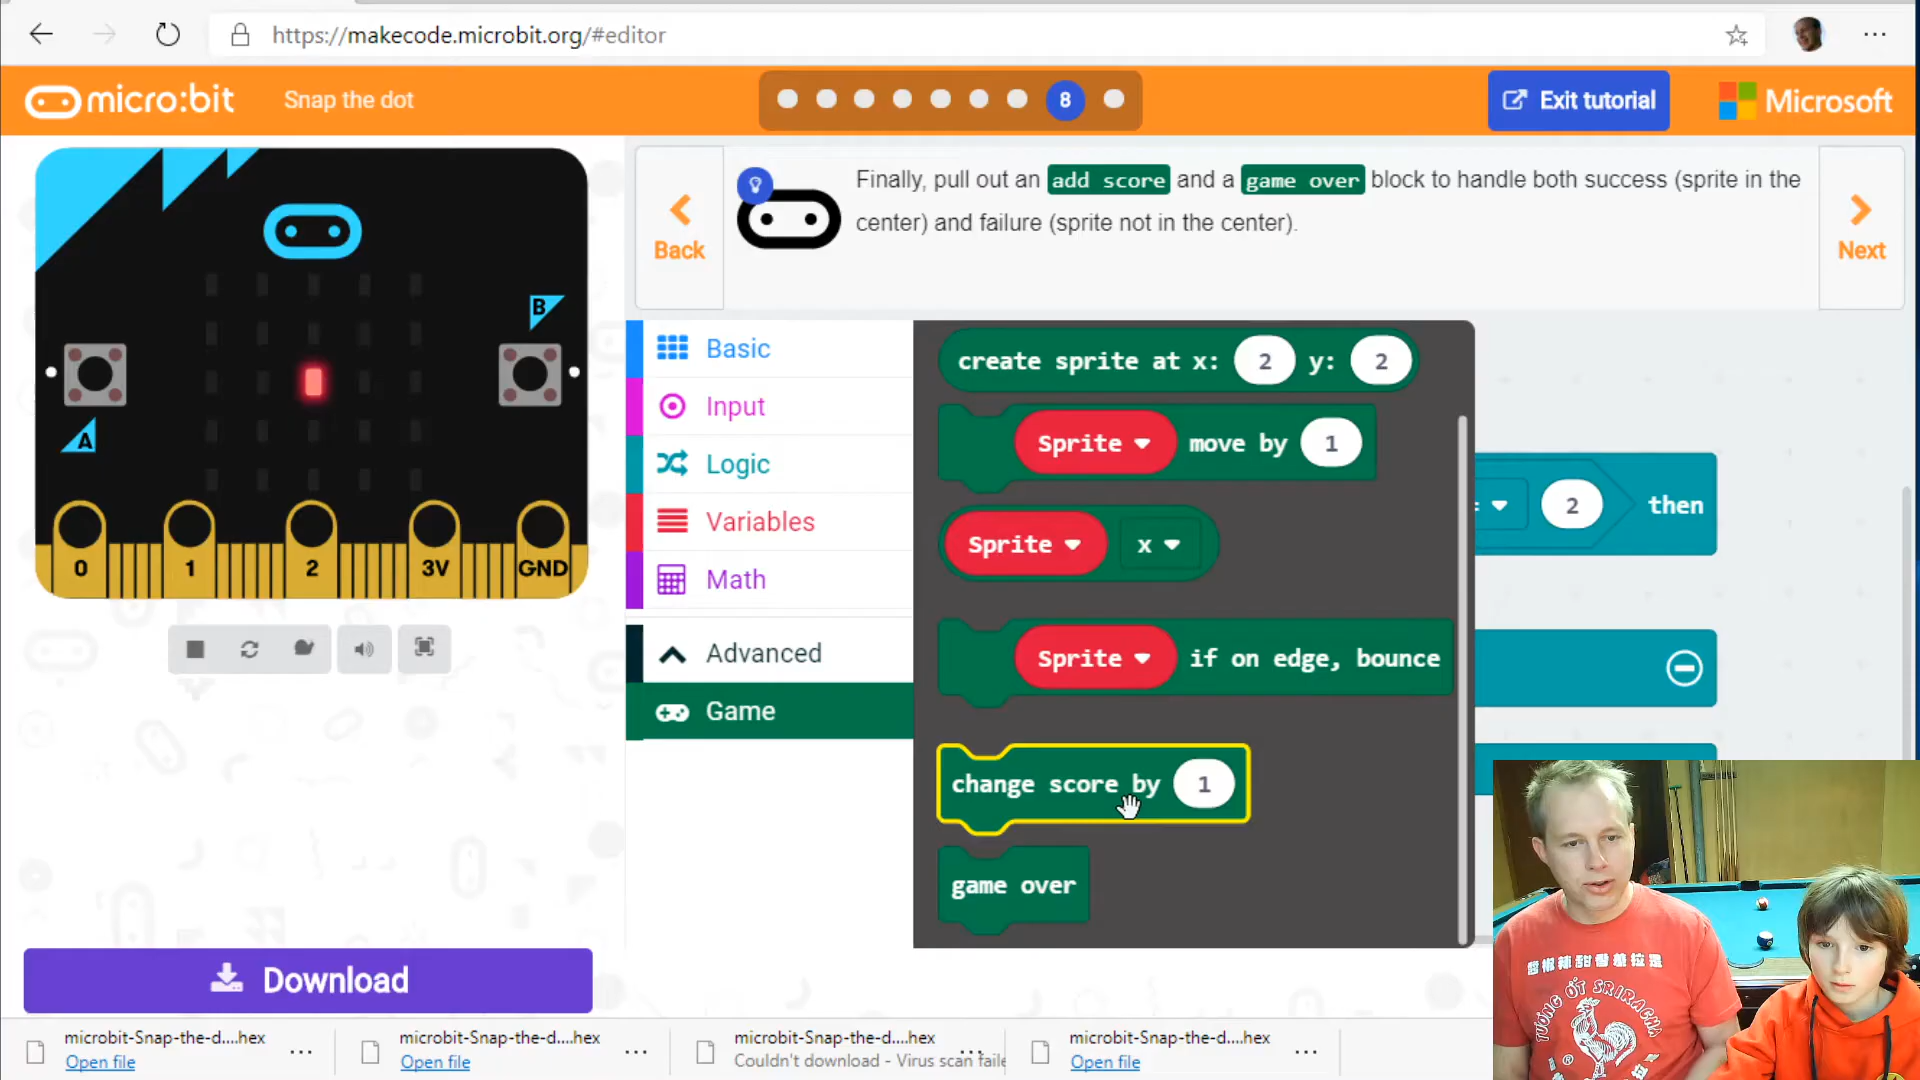 https://makecode.microbit.org/#editor
micro:bit
Snap the dot
8
Exit tutorial
Microsoft
Back
Finally, pull out an add score and a game over block to handle both success (sprite in the
center) and failure (sprite not in the center).
Next
B
A
0
1
2
3V
GND
Basic
Input
Logic
Variables
Math
Advanced
Game
create sprite at x: 2 y: 2
Sprite move by 1
Sprite x
Sprite if on edge, bounce
change score by 1
game over
2 then
Download
microbit-Snap-the-d....hex
Open file
microbit-Snap-the-d....hex
Open file
microbit-Snap-the-d....hex
Couldn't download - Virus scan faile
microbit-Snap-the-d....hex
Open file
TƯƠNG ỚT SRIRACHA